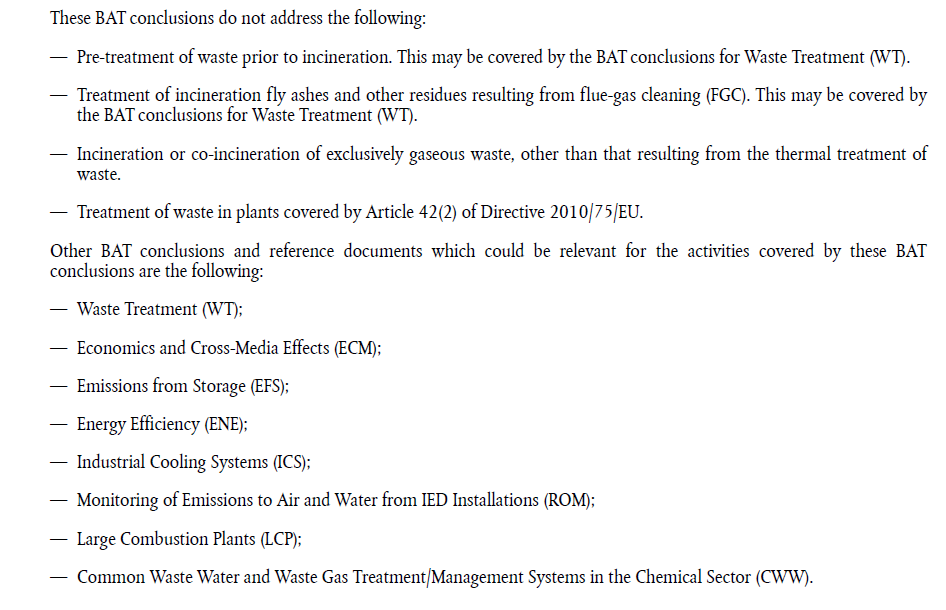 These BAT conclusions do not address the following:
— Pre-treatment of waste prior to incineration. This may be covered by the BAT conclusions for Waste Treatment (WT).
— Treatment of incineration fly ashes and other residues resulting from flue-gas cleaning (FGC). This may be covered by
the BAT conclusions for Waste Treatment (WT).
— Incineration or co-incineration of exclusively gaseous waste, other than that resulting from the thermal treatment of
waste.
— Treatment of waste in plants covered by Article 42(2) of Directive 2010/75/EU.
Other BAT conclusions and reference documents which could be relevant for the activities covered by these BAT
conclusions are the following:
— Waste Treatment (WT);
— Economics and Cross-Media Effects (ECM);
— Emissions from Storage (EFS);
— Energy Efficiency (ENE);
— Industrial Cooling Systems (ICS);
— Monitoring of Emissions to Air and Water from IED Installations (ROM);
— Large Combustion Plants (LCP);
— Common Waste Water and Waste Gas Treatment/Management Systems in the Chemical Sector (CWW).